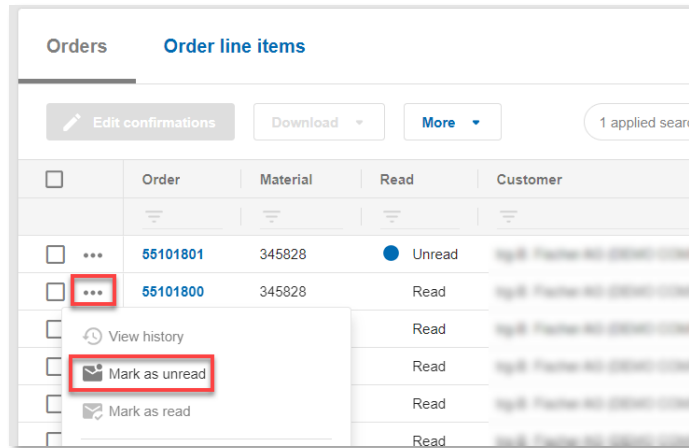 Orders Order line items
Edit confirmations Download More 1 applied sear
Order Material Read Customer
55101801 345828 Unread
55101800 345828 Read
View history Read
Mark as unread Read
Mark as read Read
Read